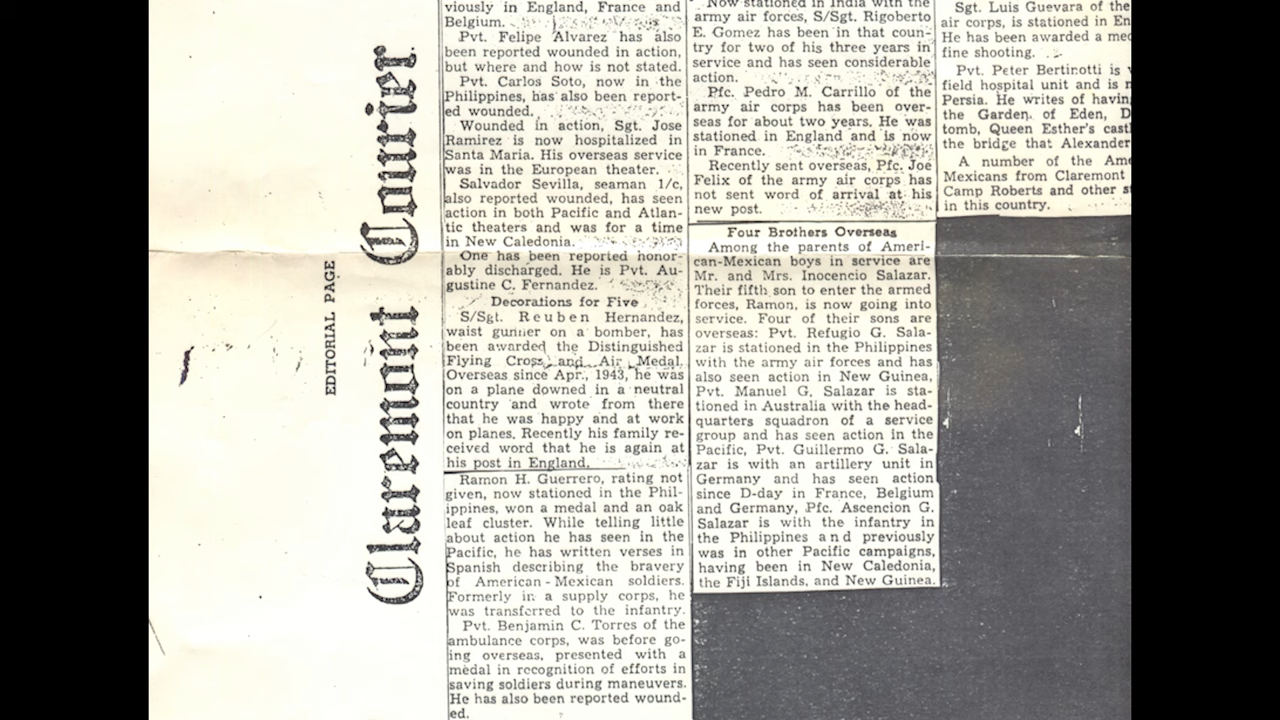 EDITORIAL PAGE
Claremont Courier
viously in England, France and
Belgium.
Pvt. Felipe Alvarez has also
been reported wounded in action,
but where and how is not stated.
Pvt. Carlos Soto, now in the
Philippines, has also been report-
ed wounded.
Wounded in action, Sgt. Jose
Ramirez is now hospitalized in
Santa Maria. His overseas service
was in the European theater.
Salvador Sevilla, seaman 1/c,
also reported wounded, has seen
action in both Pacific and Atlan-
tic theaters and was for a time
in New Caledonia.
One has been reported honor-
ably discharged. He is Pvt. Au-
gustine C. Fernandez.
Decorations for Five
S/Sgt. Reuben Hernandez,
waist gunner on a bomber, has
been awarded the Distinguished
Flying Cross and Air Medal.
Overseas since Apr., 1943, he was
on a plane downed in a neutral
country and wrote from there
that he was happy and at work
on planes. Recently his family re-
ceived word that he is again at
his post in England.
Ramon H. Guerrero, rating not
given, now stationed in the Phil-
ippines, won a medal and an oak
leaf cluster. While telling little
about action he has seen in the
Pacific, he has written verses in
Spanish describing the bravery
of American-Mexican soldiers.
Formerly in a supply corps, he
was transferred to the infantry.
Pvt. Benjamin C. Torres of the
ambulance corps, was before go-
ing overseas, presented with a
medal in recognition of efforts in
saving soldiers during maneuvers.
He has also been reported wound-
ed.
Now stationed in India with the
army air forces, S/Sgt. Rigoberto
E. Gomez has been in that coun-
try for two of his three years in
service and has seen considerable
action.
Pfc. Pedro M. Carrillo of the
army air corps has been over-
seas for about two years. He was
stationed in England and is now
in France.
Recently sent overseas, Pfc. Joe
Felix of the army air corps has
not sent word of arrival at his
new post.
Four Brothers Overseas
Among the parents of Ameri-
can-Mexican boys in service are
Mr. and Mrs. Inocencio Salazar.
Their fifth son to enter the armed
forces, Ramon, is now going into
service. Four of their sons are
overseas: Pvt. Refugio G. Sala-
zar is stationed in the Philippines
with the army air forces and has
also seen action in New Guinea,
Pvt. Manuel G. Salazar is sta-
tioned in Australia with the head-
quarters squadron of a service
group and has seen action in the
Pacific, Pvt. Guillermo G. Sala-
zar is with an artillery unit in
Germany and has seen action
since D-day in France, Belgium
and Germany, Pfc. Ascencion G.
Salazar is with the infantry in
the Philippines and previously
was in other Pacific campaigns,
having been in New Caledonia,
the Fiji Islands, and New Guinea.
Sgt. Luis Guevara of the
air corps, is stationed in En
He has been awarded a med
fine shooting.
Pvt. Peter Bertinotti is
field hospital unit and is n
Persia. He writes of havin
the Garden of Eden, D
tomb, Queen Esther's castl
the bridge that Alexander
A number of the Ame
Mexicans from Claremont
Camp Roberts and other st
in this country.